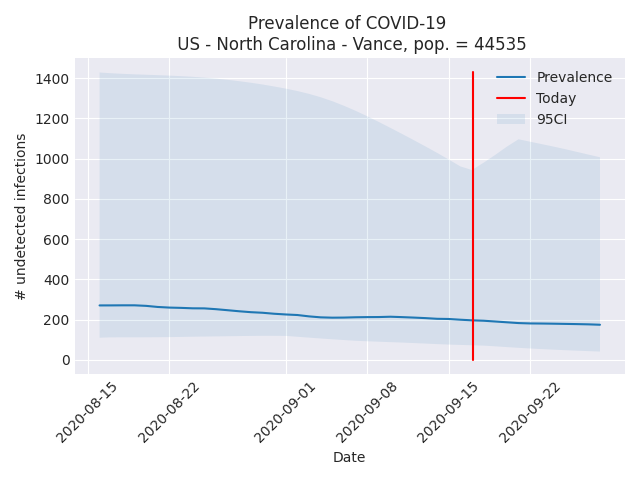 Prevalence of COVID-19
US - North Carolina - Vance, pop. = 44535
# undetected infections
1400
1200
1000
800
600
400
200
0
Prevalence
Today
95CI
2020-08-15
2020-08-22
2020-09-01
2020-09-08
2020-09-15
2020-09-22
Date